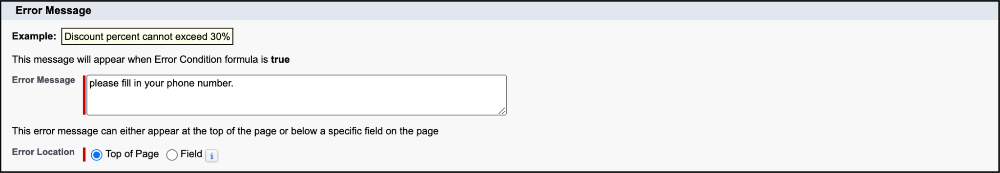 Error Message
Example: Discount percent cannot exceed 30%
This message will appear when Error Condition formula is true
Error Message please fill in your phone number.
This error message can either appear at the top of the page or below a specific field on the page
Error Location Top of Page Field i